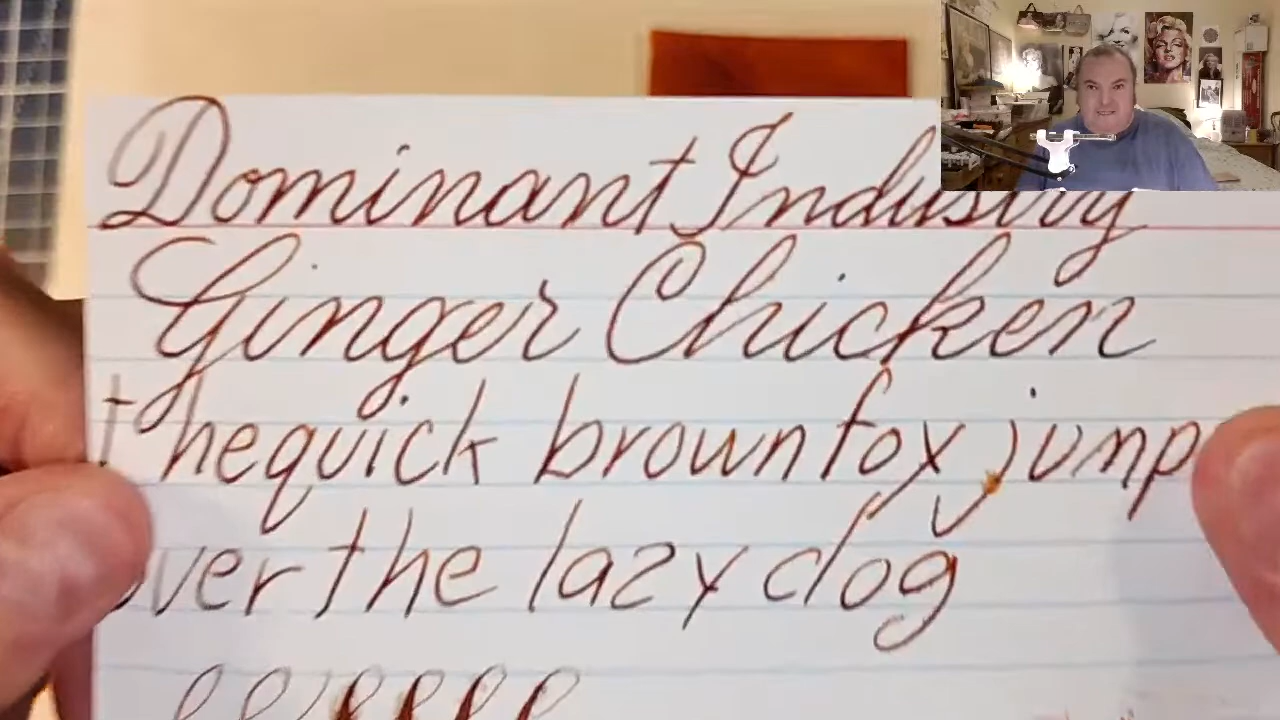 Dominant Industry
Ginger Chicken
the quick brown fox jump
over the lazy dog